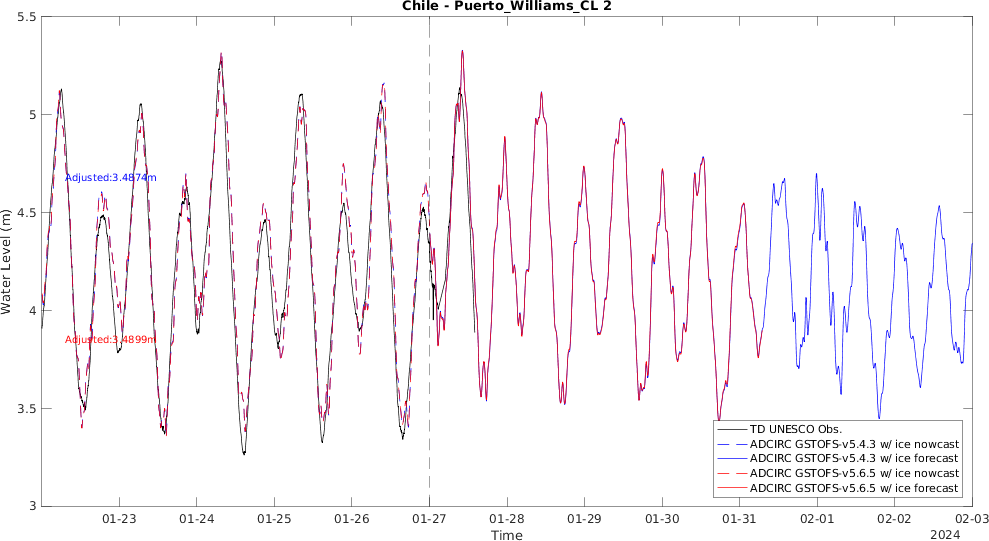 Chile - Puerto_Williams_CL 2
5.5
5
4.5
4
3.5
3
Water Level (m)
Adjusted:3.4874m
Adjusted:3.4899m
TD UNESCO Obs.
ADCIRC GSTOFS-v5.4.3 w/ ice nowcast
ADCIRC GSTOFS-v5.4.3 w/ ice forecast
ADCIRC GSTOFS-v5.6.5 w/ ice nowcast
ADCIRC GSTOFS-v5.6.5 w/ ice forecast
01-23 01-24 01-25 01-26 01-27 01-28 01-29 01-30 01-31 02-01 02-02 02-03
Time
2024